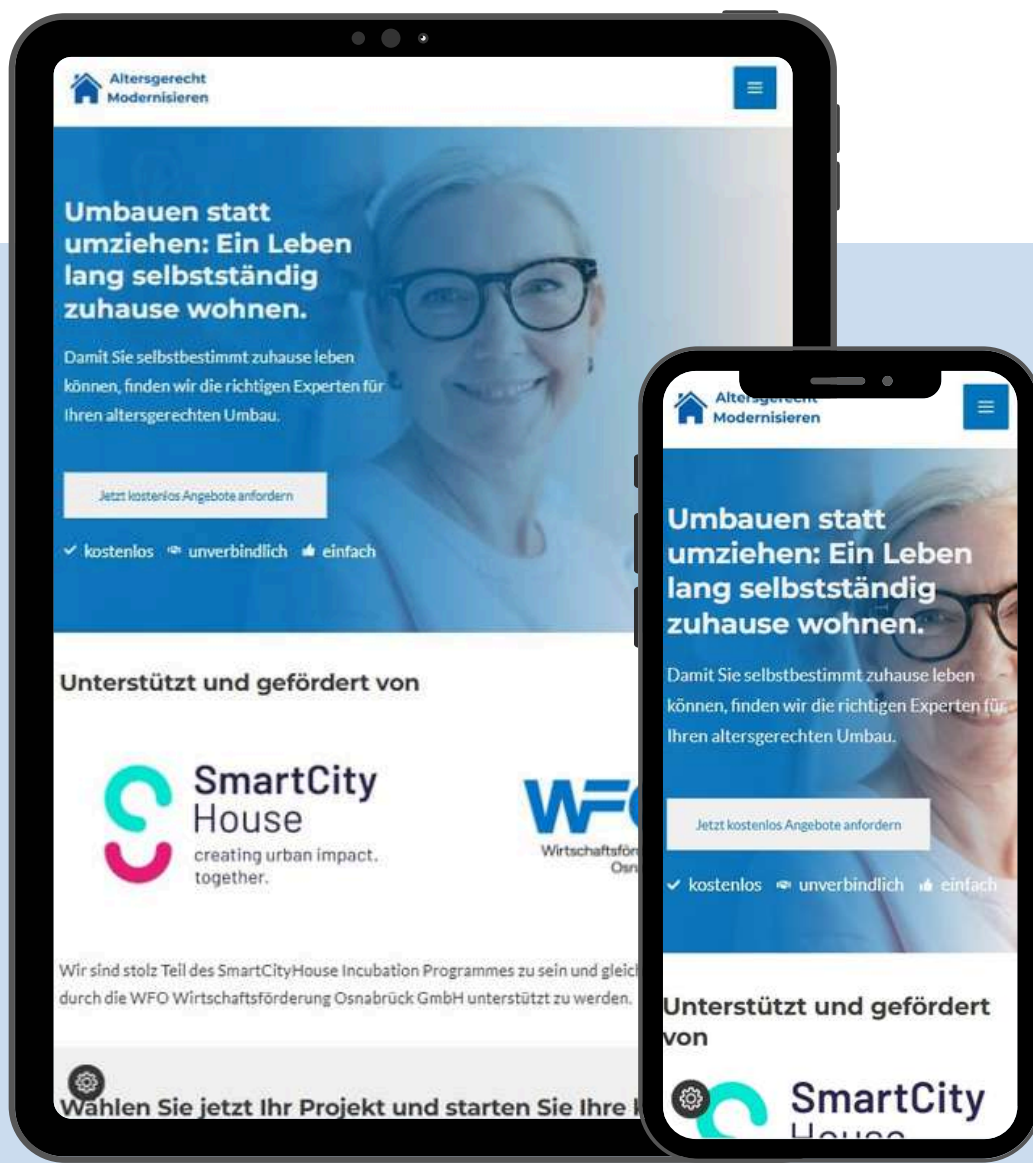 Altersgerecht
Modernisieren
Umbauen statt
umziehen: Ein Leben
lang selbstständig
zuhause wohnen.
Damit Sie selbstbestimmt zuhause leben
können, finden wir die richtigen Experten für
Ihren altersgerechten Umbau.
Jetzt kostenlos Angebote anfordern
kostenlos unverbindlich einfach
Unterstützt und gefördert von
SmartCity
House
creating urban impact.
together.
WFO
Wir sind stolz Teil des SmartCityHouse Incubation Programmes zu sein und
durch die WFO Wirtschaftsförderung Osnabrück GmbH unterstützt zu werden.
Wählen Sie jetzt Ihr Projekt und starten Sie Ihre
Altersgerecht
Modernisieren
Umbauen statt
umziehen: Ein Leben
lang selbstständig
zuhause wohnen.
Damit Sie selbstbestimmt zuhause leben
können, finden wir die richtigen Experten für
Ihren altersgerechten Umbau.
Jetzt kostenlos Angebote anfordern
kostenlos unverbindlich einfach
Unterstützt und gefördert
von
SmartCity
House